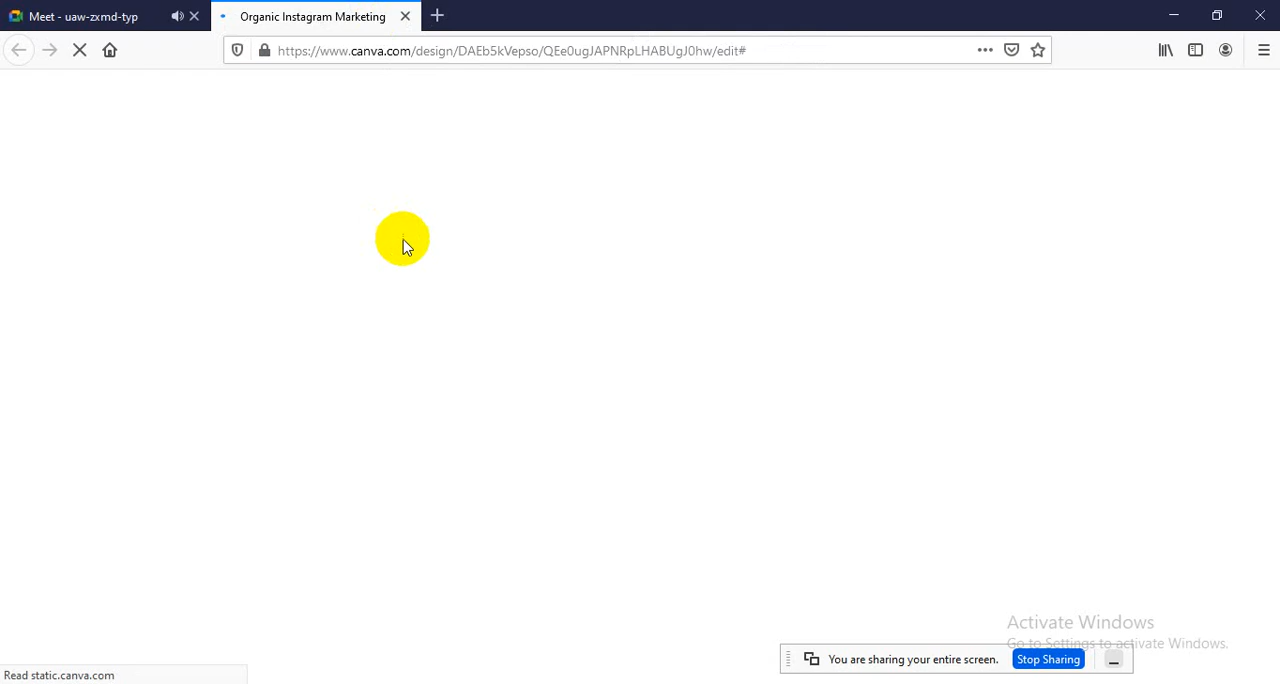 Meet - uaw-zxmd-typ
Organic Instagram Marketing
https://www.canva.com/design/DAEb5kVepso/QEe0ugJAPNRpLHABUgJ0hw/edit#
Activate Windows
Go to Settings to activate Windows.
You are sharing your entire screen.
Stop Sharing
Read static.canva.com